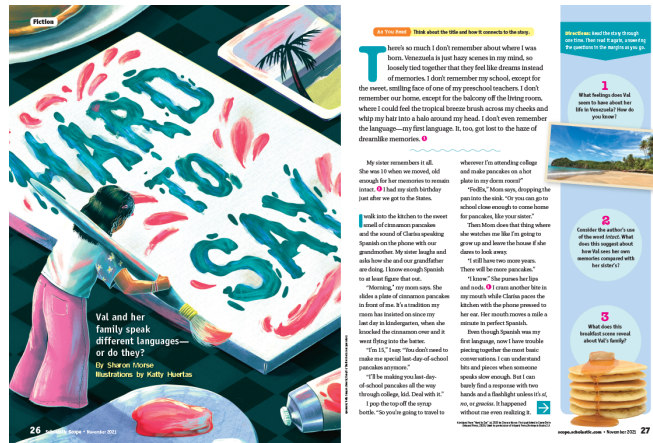 Fiction
HARD
TO
SAY
Val and her
family speak
different languages—
or do they?
By Sharon Morse
Illustrations by Katty Huertas
26 Scholastic Scope • November 2021
As You Read Think about the title and how it connects to the story.
There's so much I don't remember about where I was
born. Venezuela is just hazy scenes in my mind, so
loosely tied together that they feel like dreams instead
of memories. I don't remember my school, except for
the sweet, smiling face of one of my preschool teachers. I don't
remember our home, except for the balcony off the living room,
where I could feel the tropical breeze brush across my cheeks and
whip my hair into a halo around my head. I don't even remember
the language—my first language. It, too, got lost to the haze of
dreamlike memories. 1
My sister remembers it all.
She was 10 when we moved, old
enough for her memories to remain
intact. 2 I had my sixth birthday
just after we got to the States.
I walk into the kitchen to the sweet
smell of cinnamon pancakes
and the sound of Clarisa speaking
Spanish on the phone with our
grandmother. My sister laughs and
asks how she and our grandfather
are doing. I know enough Spanish
to at least figure that out.
"Morning," my mom says. She
slides a plate of cinnamon pancakes
in front of me. It's a tradition my
mom has insisted on since my
last day in kindergarten, when she
knocked the cinnamon over and it
went flying into the batter.
"I'm 15," I say. "You don't need to
make me special last-day-of-school
pancakes anymore."
"I'll be making you last-day-
of-school pancakes all the way
through college, kid. Deal with it."
I pop the top off the syrup
bottle. "So you're going to travel to
wherever I'm attending college
and make pancakes on a hot
plate in my dorm room?"
"FedEx," Mom says, dropping the
pan into the sink. "Or you can go to
school close enough to come home
for pancakes, like your sister."
Then Mom does that thing where
she watches me like I'm going to
grow up and leave the house if she
dares to look away.
"I still have two more years.
There will be more pancakes."
"I know." She purses her lips
and nods. 3 I cram another bite in
my mouth while Clarisa paces the
kitchen with the phone pressed to
her ear. Her mouth moves a mile a
minute in perfect Spanish.
Even though Spanish was my
first language, now I have trouble
piecing together the most basic
conversations. I can understand
bits and pieces when someone
speaks slow enough. But I can
barely find a response with two
hands and a flashlight unless it's sí,
no, or gracias. It happened
without me even realizing it.
Directions: Read the story through
one time. Then read it again, answering
the questions in the margins as you go.
1
What feelings does Val
seem to have about her
life in Venezuela? How do
you know?
2
Consider the author's use
of the word intact. What
does this suggest about
how Val sees her own
memories compared with
her sister's?
3
What does this
breakfast scene reveal
about Val's family?
scope.scholastic.com • November 2021 27